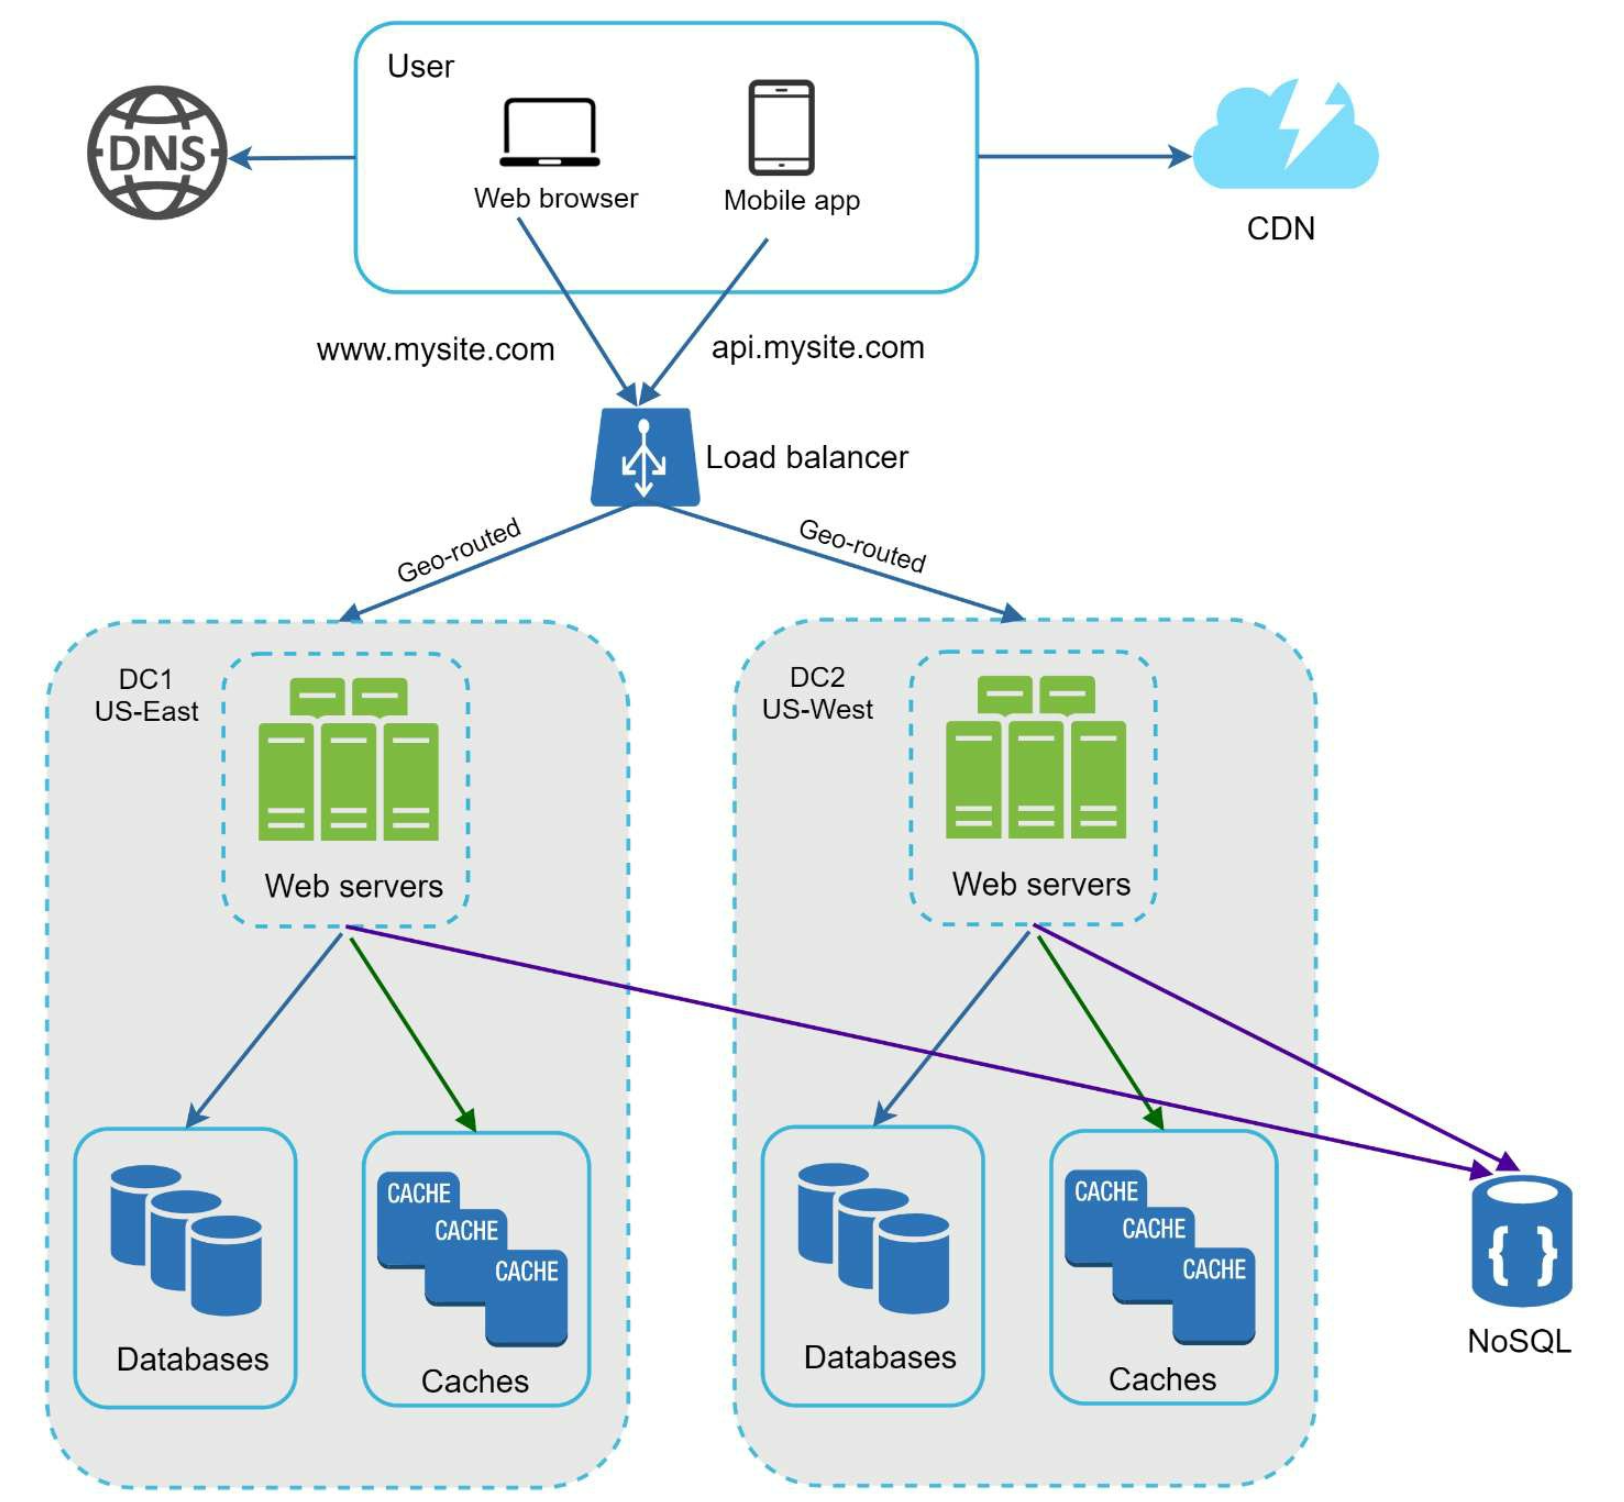 User
DNS
Web browser
Mobile app
CDN
www.mysite.com
api.mysite.com
Load balancer
Geo-routed
Geo-routed
DC1
US-East
DC2
US-West
Web servers
Web servers
CACHE
CACHE
CACHE
Databases
Caches
CACHE
CACHE
CACHE
Databases
Caches
{ }
NoSQL